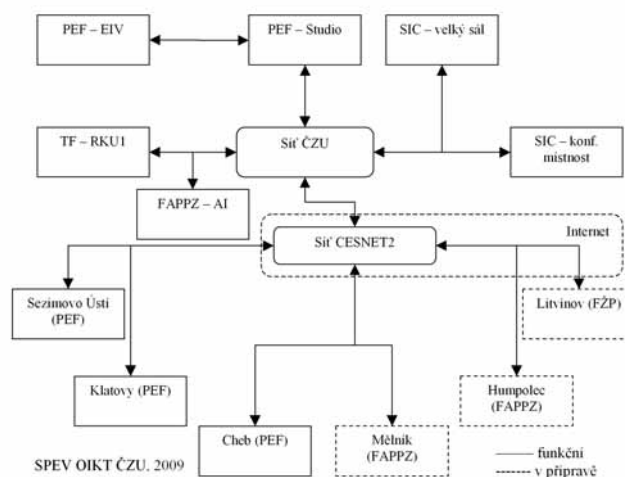 PEF – EIV
PEF – Studio
SIC – velký sál
TF – RKU1
Síť ČZU
SIC – konf.
místnost
FAPPZ – AI
Internet
Síť CESNET2
Sezimovo Ústí
(PEF)
Litvínov (FŽP)
Klatovy (PEF)
Humpolec
(FAPPZ)
Cheb (PEF)
Mělník
(FAPPZ)
SPEV OIKT ČZU. 2009
funkční
v přípravě